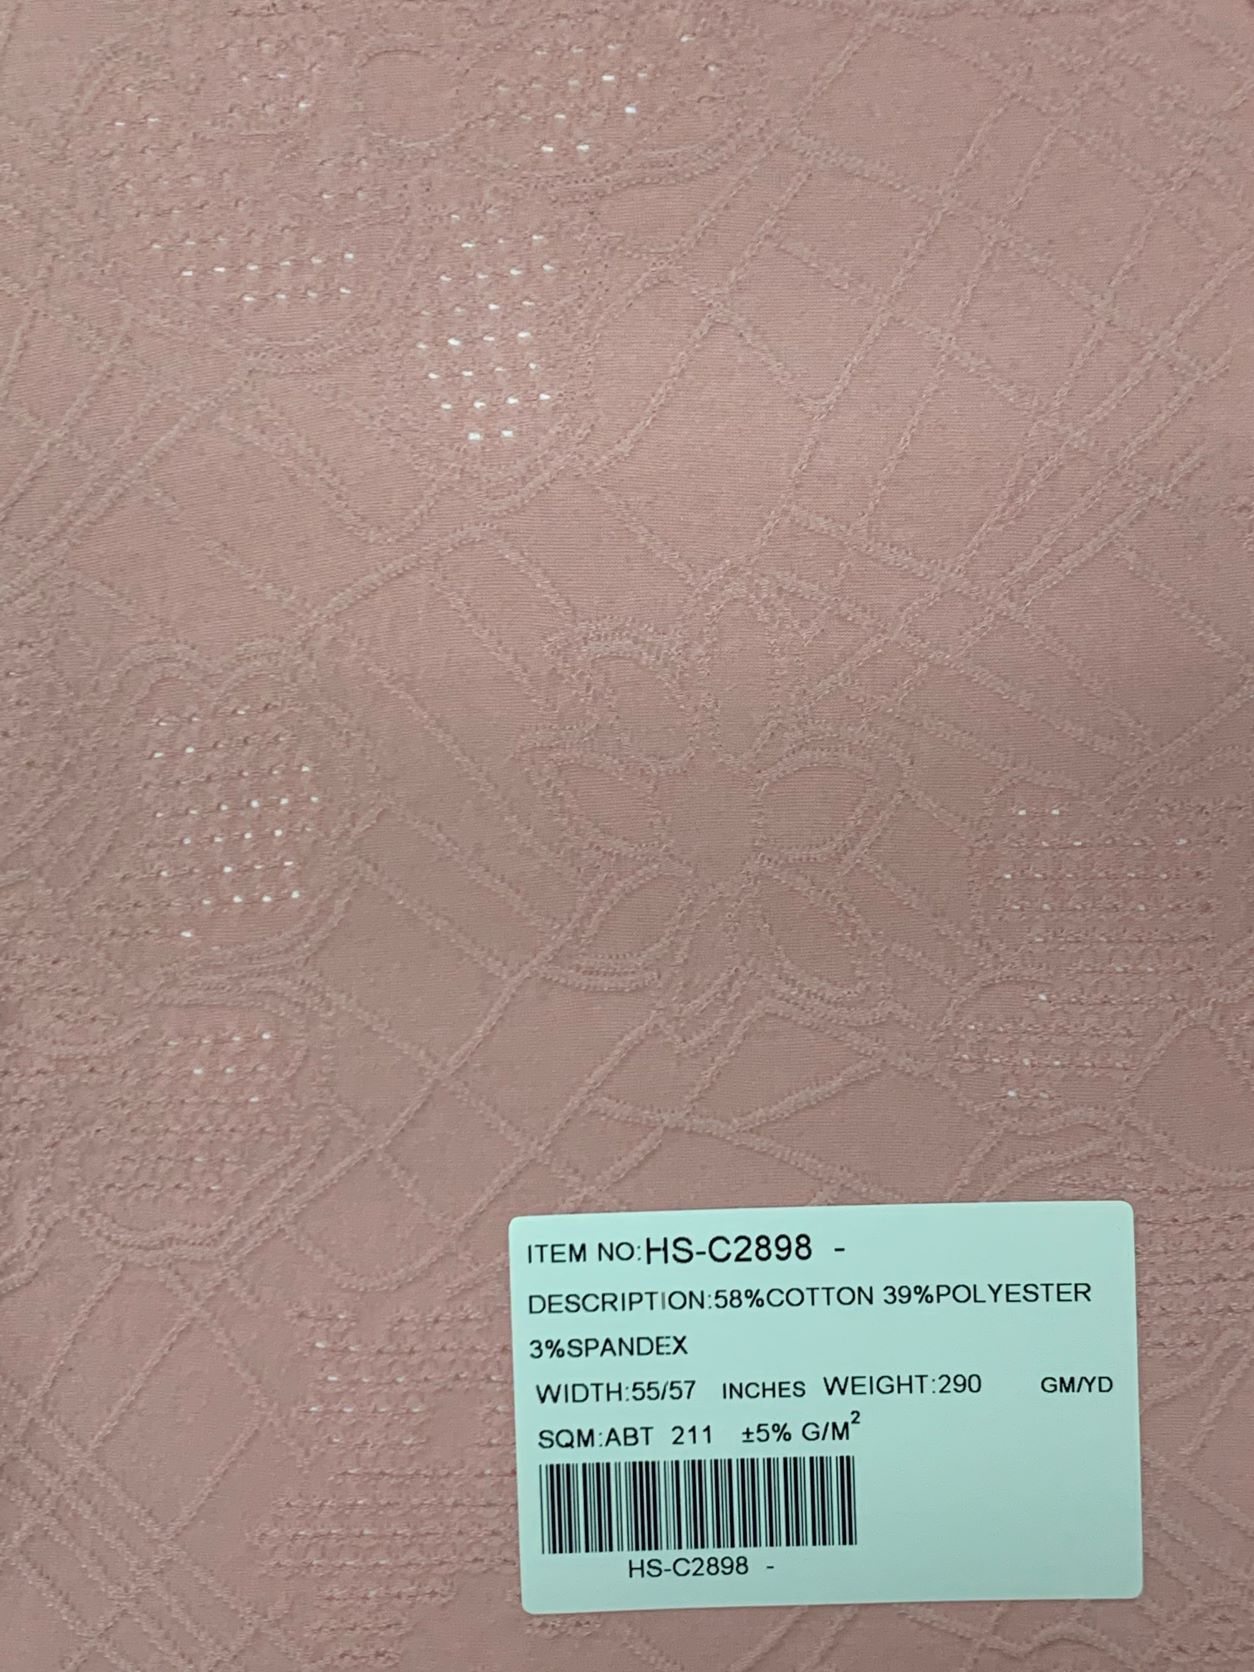 ITEM NO:HS-C2898 -
DESCRIPTION:58%COTTON 39%POLYESTER
3%SPANDEX
WIDTH:55/57 INCHES WEIGHT:290 GM/YD
SQM:ABT 211 ±5% G/M²
HS-C2898 -